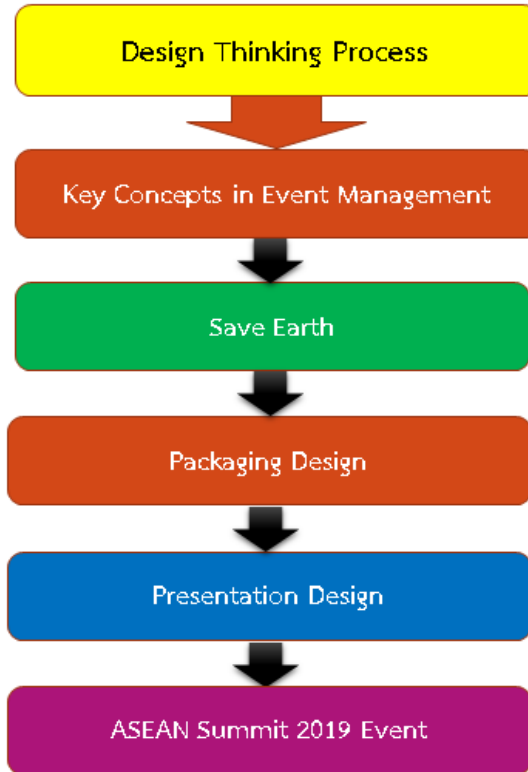 Design Thinking Process
Key Concepts in Event Management
Save Earth
Packaging Design
Presentation Design
ASEAN Summit 2019 Event